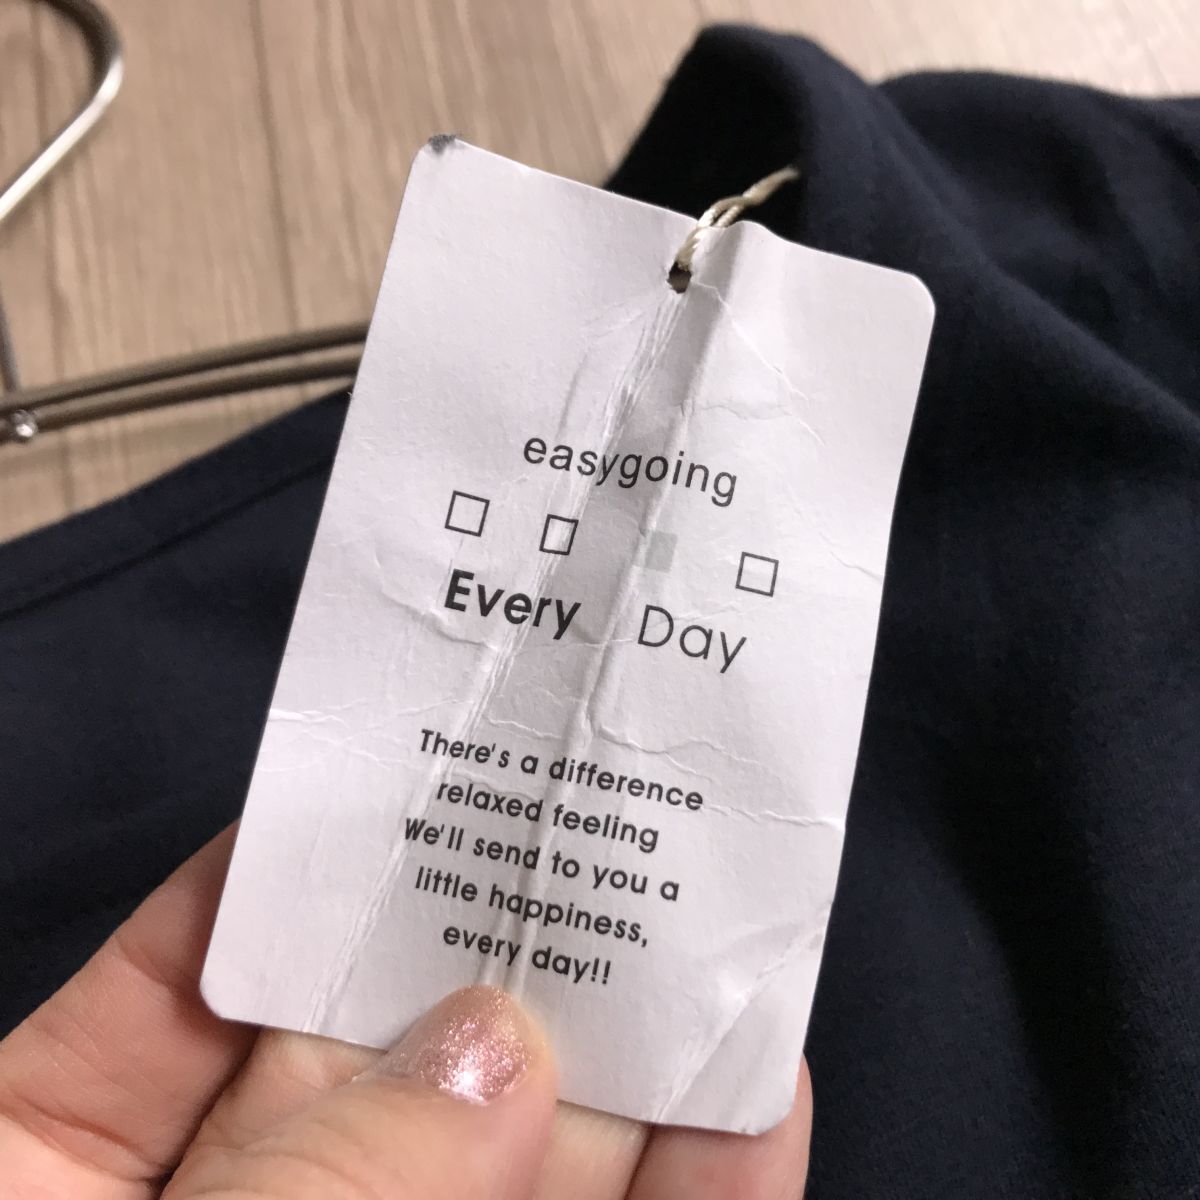 easygoing
Every Day
There's a difference
relaxed feeling
We'll send to you a
little happiness,
every day!!